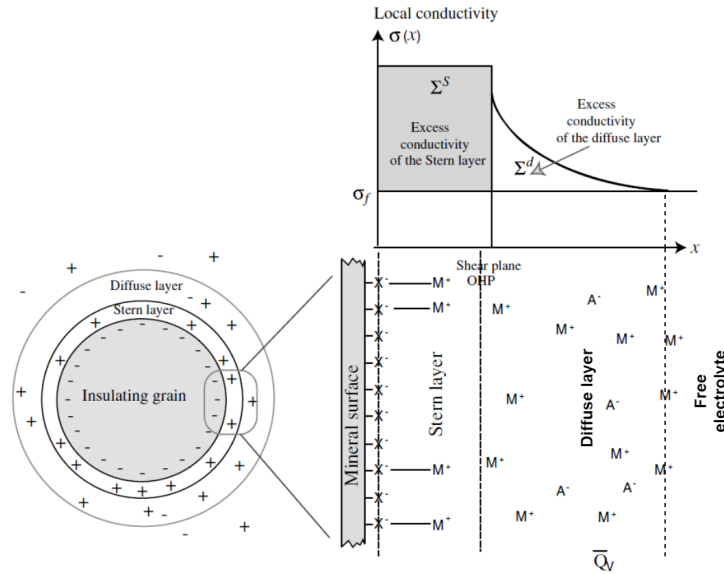 Local conductivity
σ(x)
Σ^S
Excess
conductivity
of the Stern layer
Excess
conductivity
of the diffuse layer
Σ^d
σ_f
x
Diffuse layer
Stern layer
Insulating grain
+ + + + + + + + + + + + + + + + + + + + + + + +
- - - - - - - - - - - - - - - - - - - - - - - -
Shear plane
OHP
Mineral surface
Stern layer
Diffuse layer
Free
electrolyte
X⁻ M⁺ M⁺
X⁻ M⁺ M⁺ A⁻
X⁻ M⁺ M⁺ M⁺
X⁻
X⁻ M⁺ M⁺
X⁻ A⁻
X⁻ M⁺
X⁻ M⁺ M⁺ M⁺
X⁻ A⁻ A⁻
X⁻ M⁺ M⁺ M⁺
Q̅_V